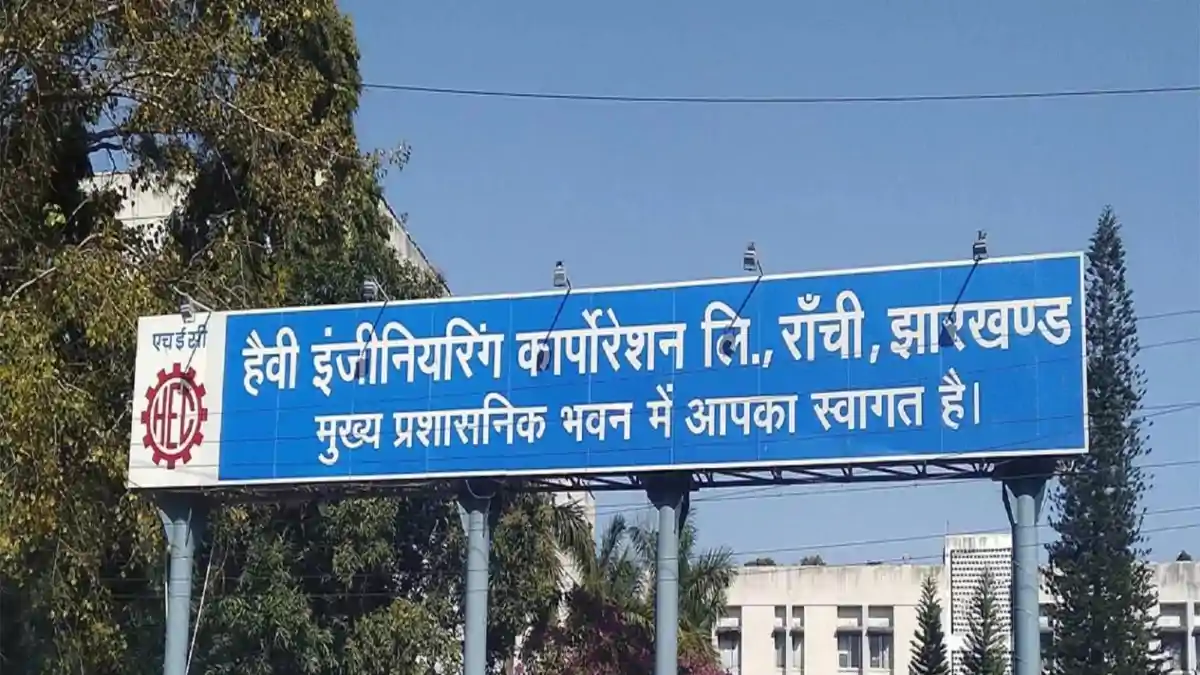 एचईसी
HEC
हैवी इंजीनियरिंग कार्पोरेशन लि., राँची, झारखण्ड
मुख्य प्रशासनिक भवन में आपका स्वागत है।